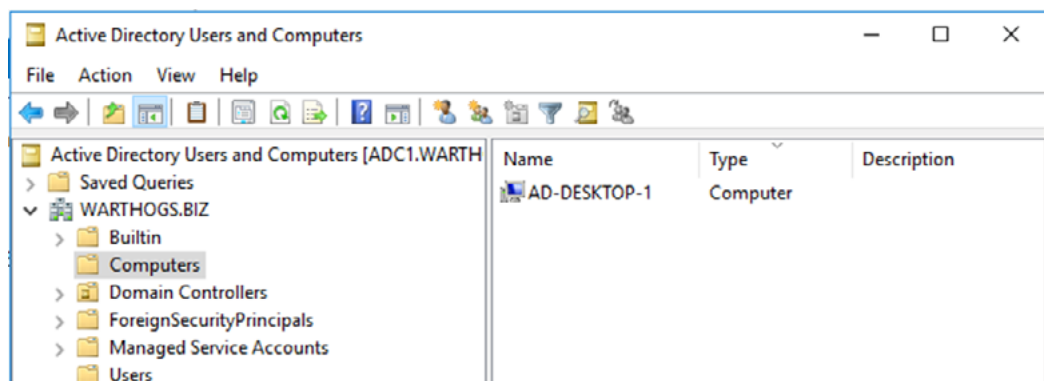 Active Directory Users and Computers
File Action View Help
Active Directory Users and Computers [ADC1.WARTH
Name Type Description
Saved Queries
AD-DESKTOP-1 Computer
WARTHOGS.BIZ
Builtin
Computers
Domain Controllers
ForeignSecurityPrincipals
Managed Service Accounts
Users